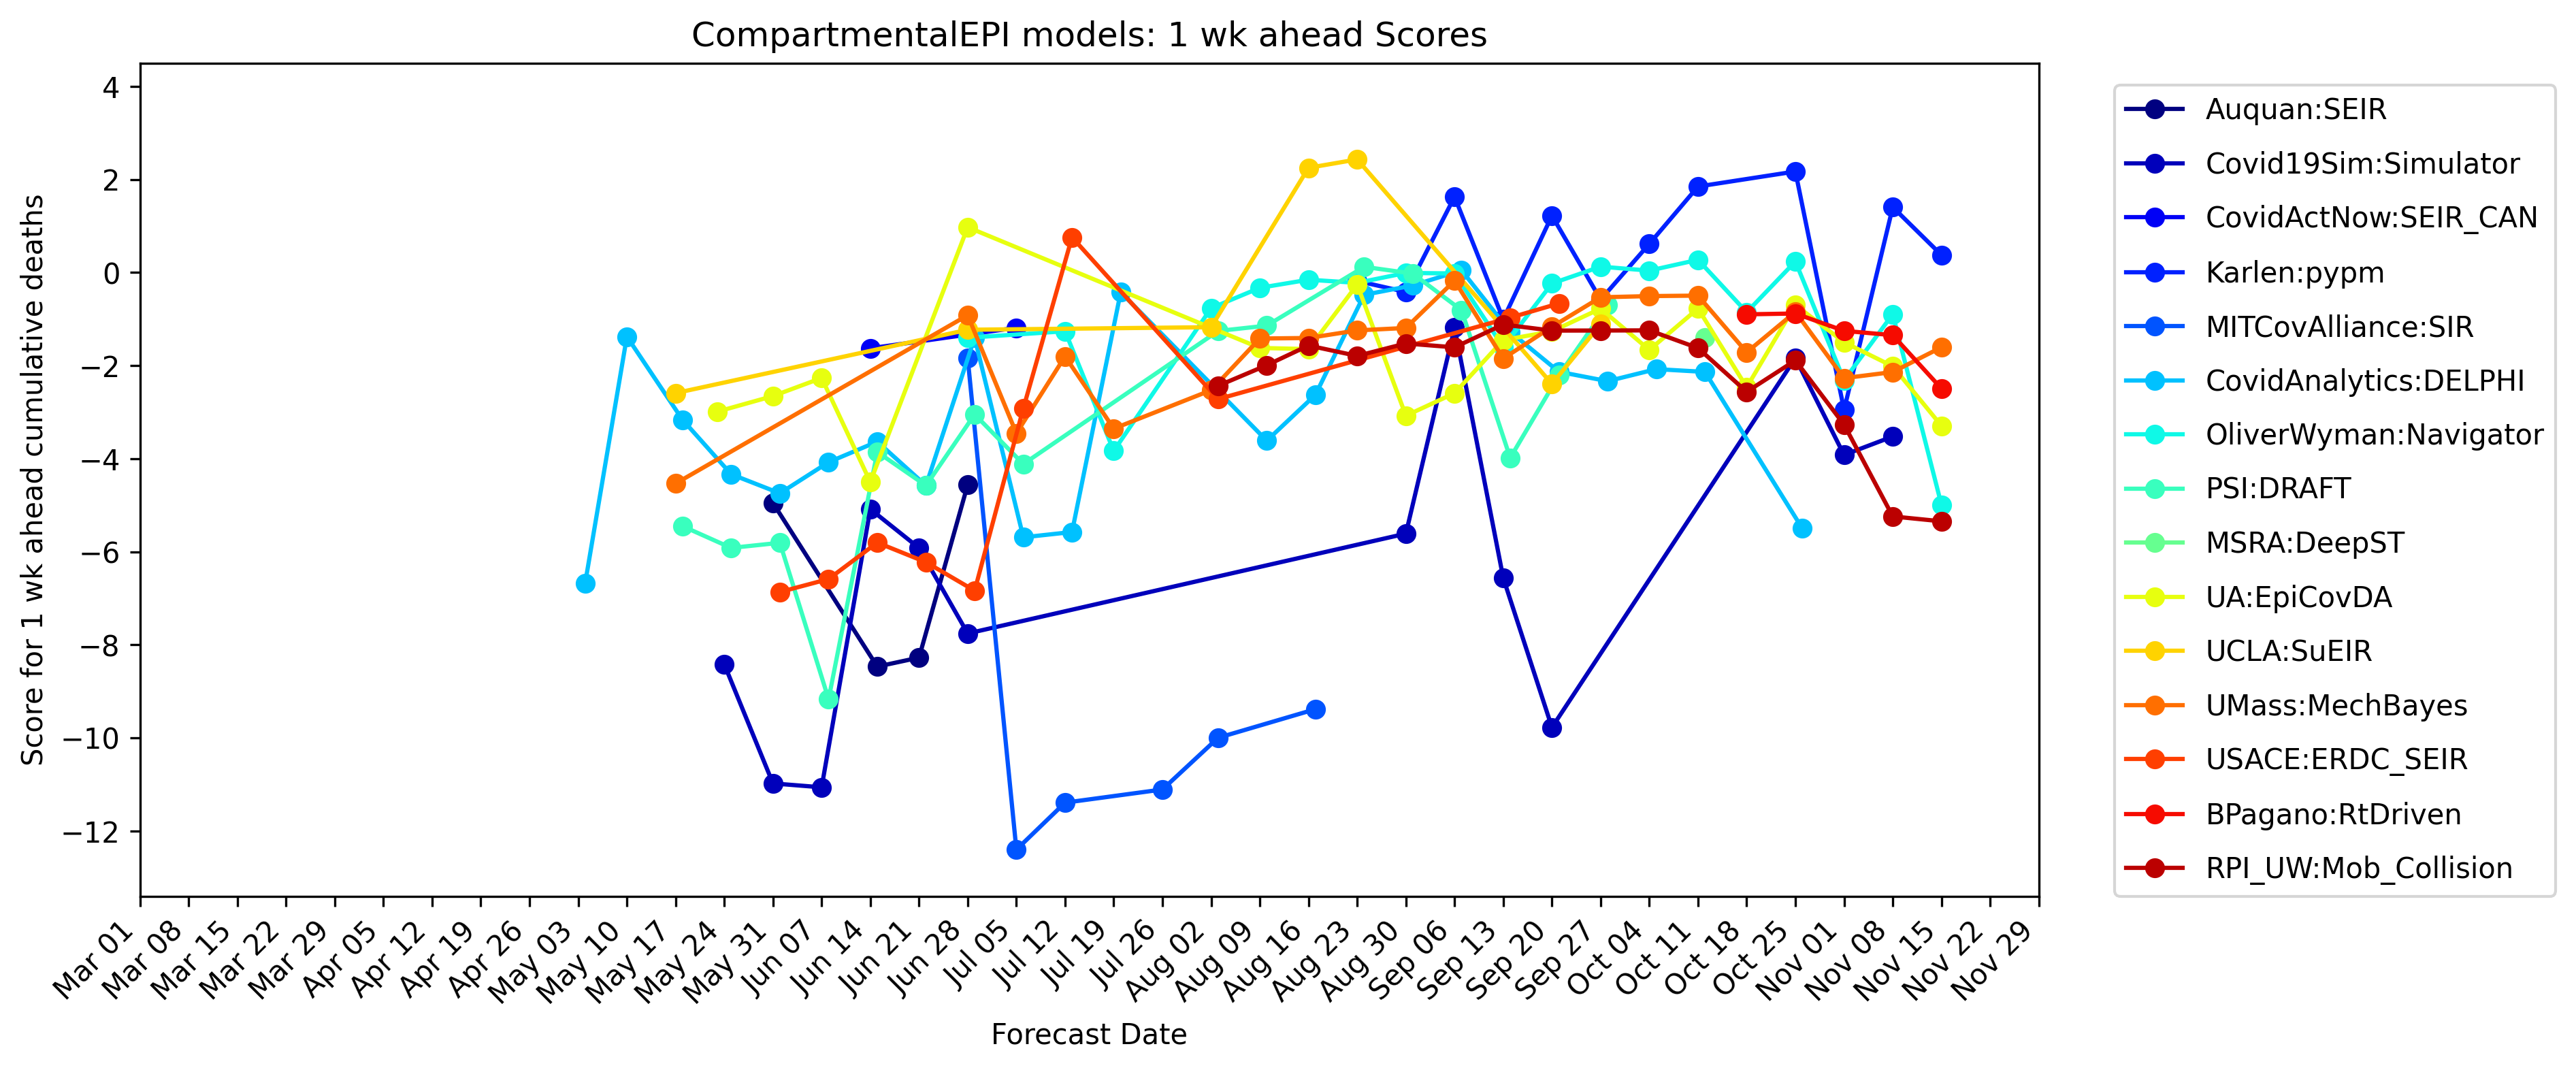 CompartmentalEPI models: 1 wk ahead Scores
Score for 1 wk ahead cumulative deaths
4
2
0
−2
−4
−6
−8
−10
−12
Mar 01
Mar 08
Mar 15
Mar 22
Mar 29
Apr 05
Apr 12
Apr 19
Apr 26
May 03
May 10
May 17
May 24
May 31
Jun 07
Jun 14
Jun 21
Jun 28
Jul 05
Jul 12
Jul 19
Jul 26
Aug 02
Aug 09
Aug 16
Aug 23
Aug 30
Sep 06
Sep 13
Sep 20
Sep 27
Oct 04
Oct 11
Oct 18
Oct 25
Nov 01
Nov 08
Nov 15
Nov 22
Nov 29
Forecast Date
Auquan:SEIR
Covid19Sim:Simulator
CovidActNow:SEIR_CAN
Karlen:pypm
MITCovAlliance:SIR
CovidAnalytics:DELPHI
OliverWyman:Navigator
PSI:DRAFT
MSRA:DeepST
UA:EpiCovDA
UCLA:SuEIR
UMass:MechBayes
USACE:ERDC_SEIR
BPagano:RtDriven
RPI_UW:Mob_Collision